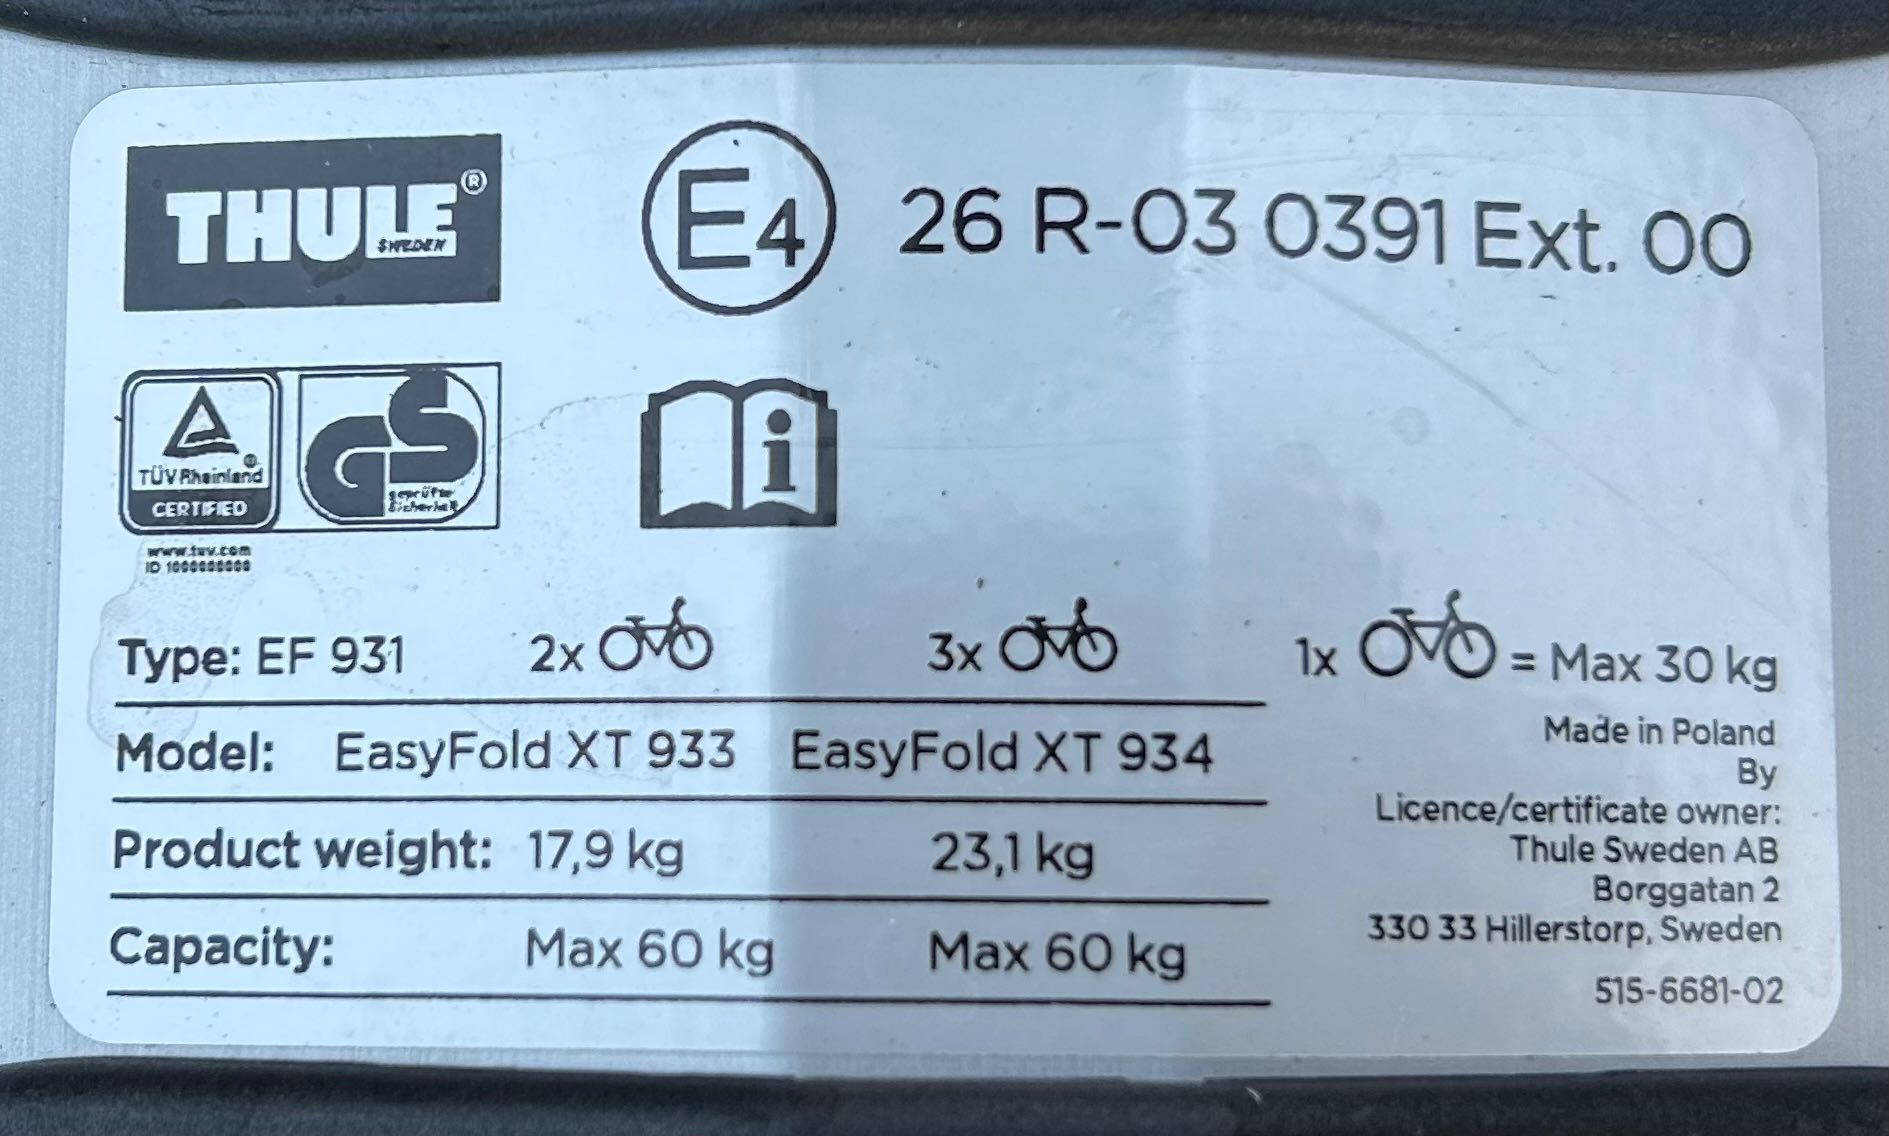 THULE®
SWEDEN
E4 26 R-03 0391 Ext. 00
TÜV Rheinland ®
CERTIFIED
GS
geprüfte
Sicherheit
i
www.tuv.com
ID
Type: EF 931 2x 3x 1x = Max 30 kg
Model: EasyFold XT 933 EasyFold XT 934
Product weight: 17,9 kg 23,1 kg
Capacity: Max 60 kg Max 60 kg
Made in Poland
By
Licence/certificate owner:
Thule Sweden AB
Borggatan 2
330 33 Hillerstorp, Sweden
515-6681-02